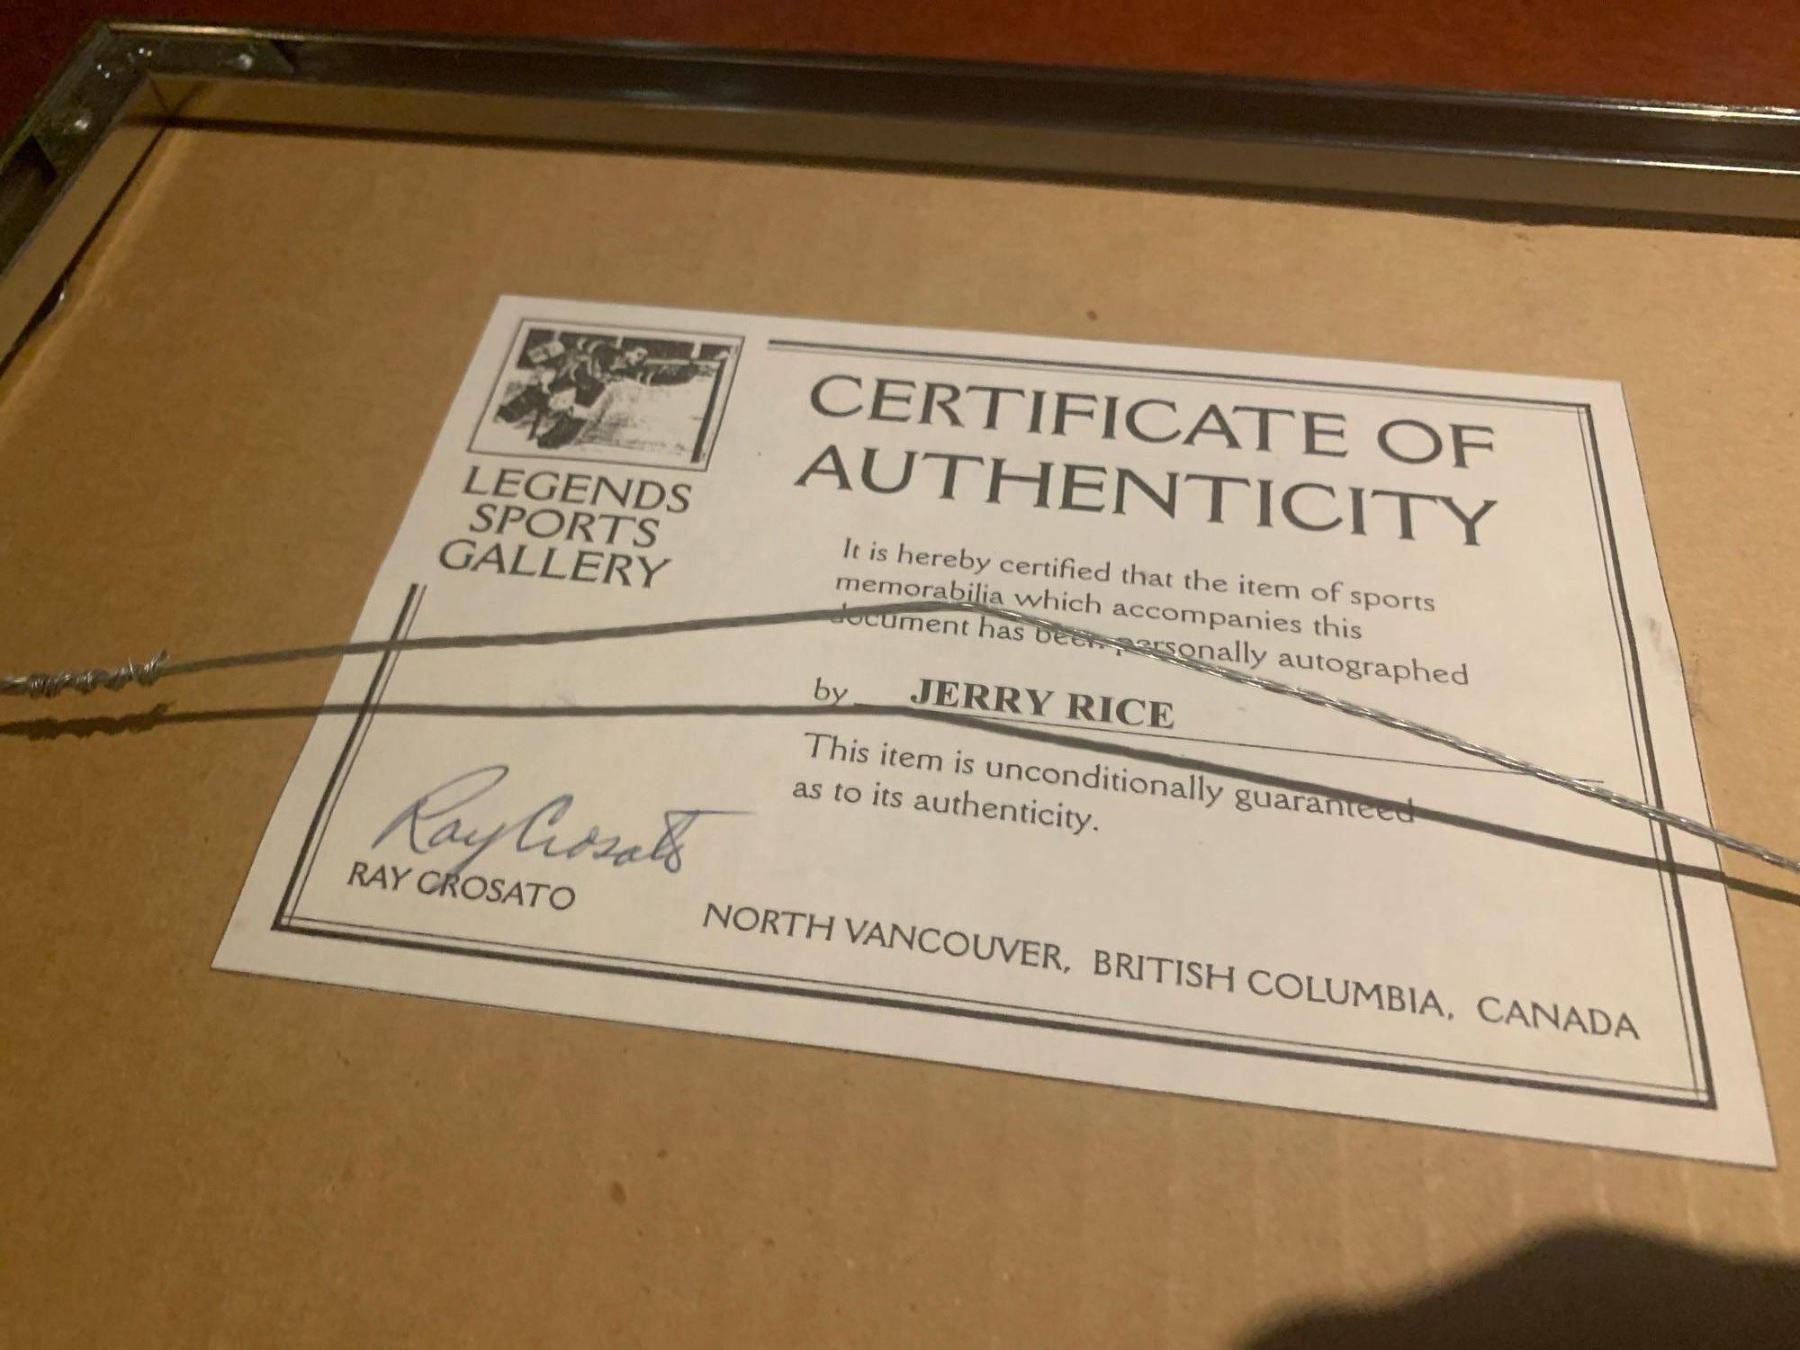 LEGENDS
SPORTS
GALLERY
CERTIFICATE OF
AUTHENTICITY
It is hereby certified that the item of sports
memorabilia which accompanies this
document has been personally autographed
by JERRY RICE
This item is unconditionally guaranteed
as to its authenticity.
Ray Crosato
RAY CROSATO
NORTH VANCOUVER, BRITISH COLUMBIA, CANADA